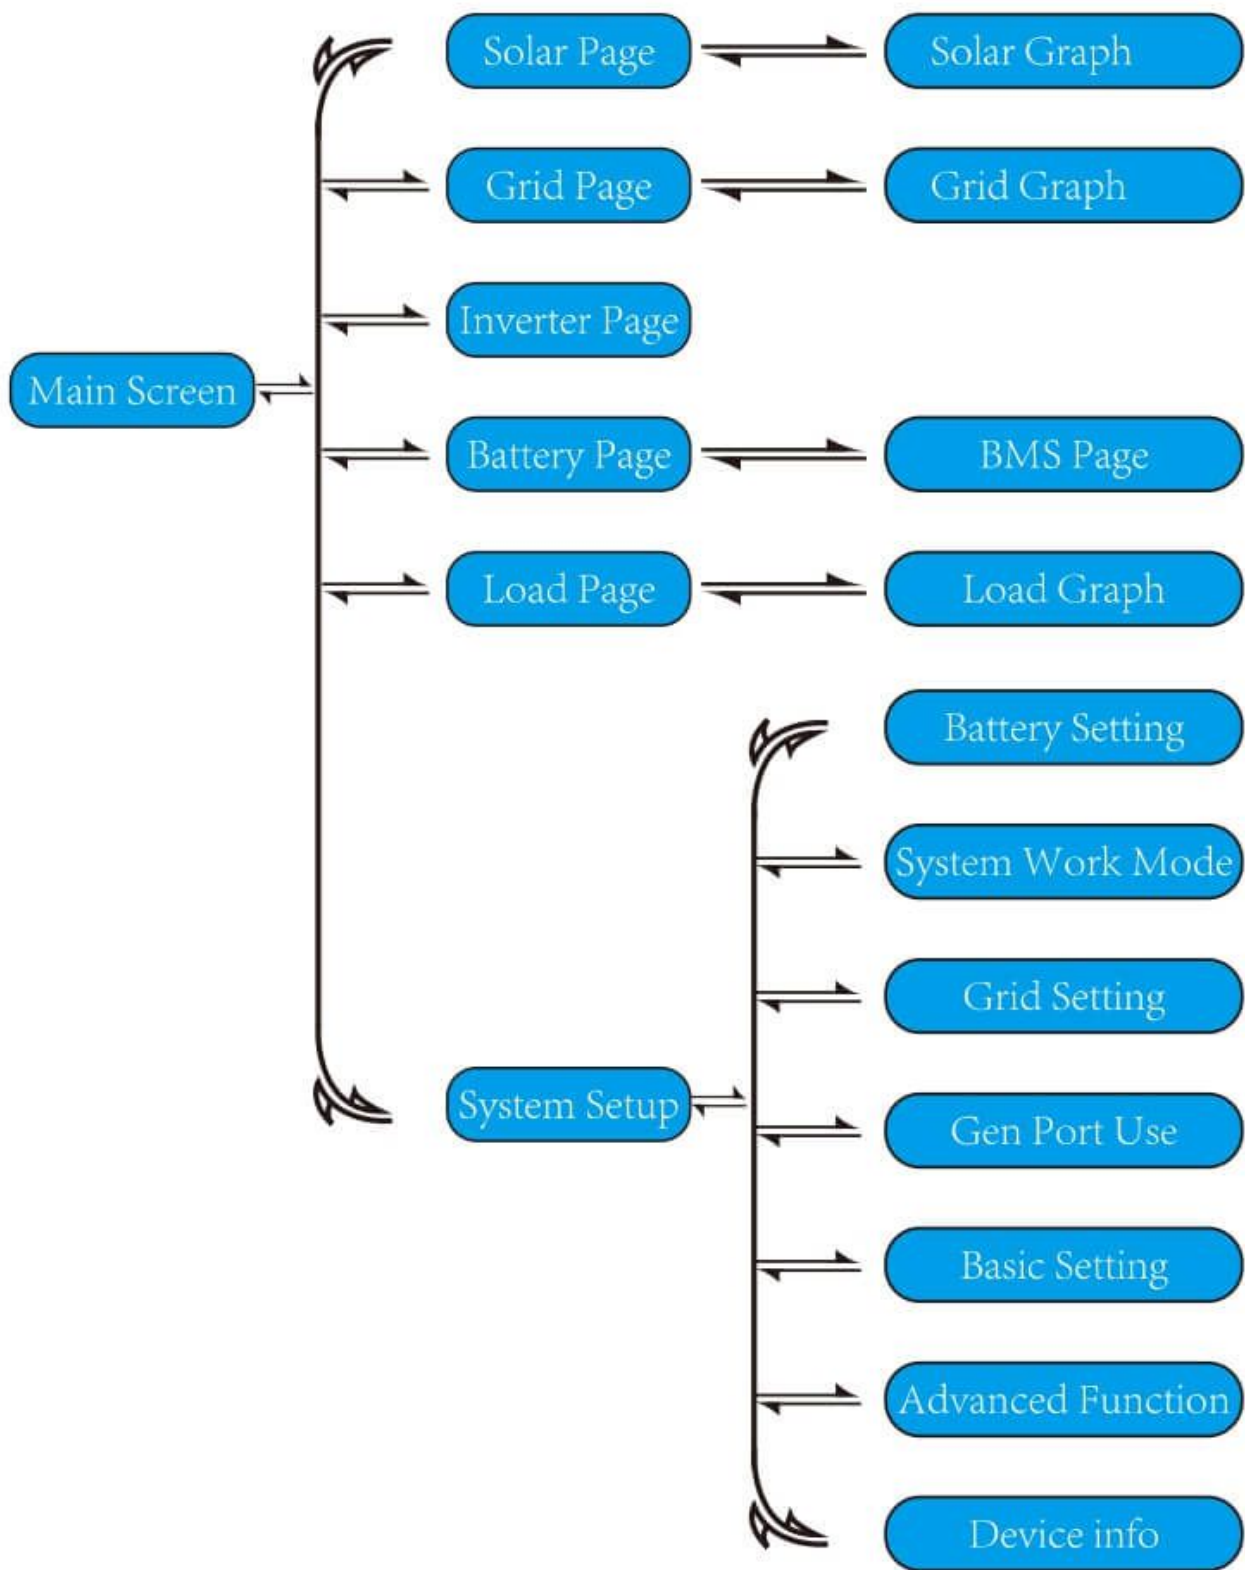 Solar Page
Solar Graph
Grid Page
Grid Graph
Inverter Page
Main Screen
Battery Page
BMS Page
Load Page
Load Graph
Battery Setting
System Work Mode
Grid Setting
System Setup
Gen Port Use
Basic Setting
Advanced Function
Device info